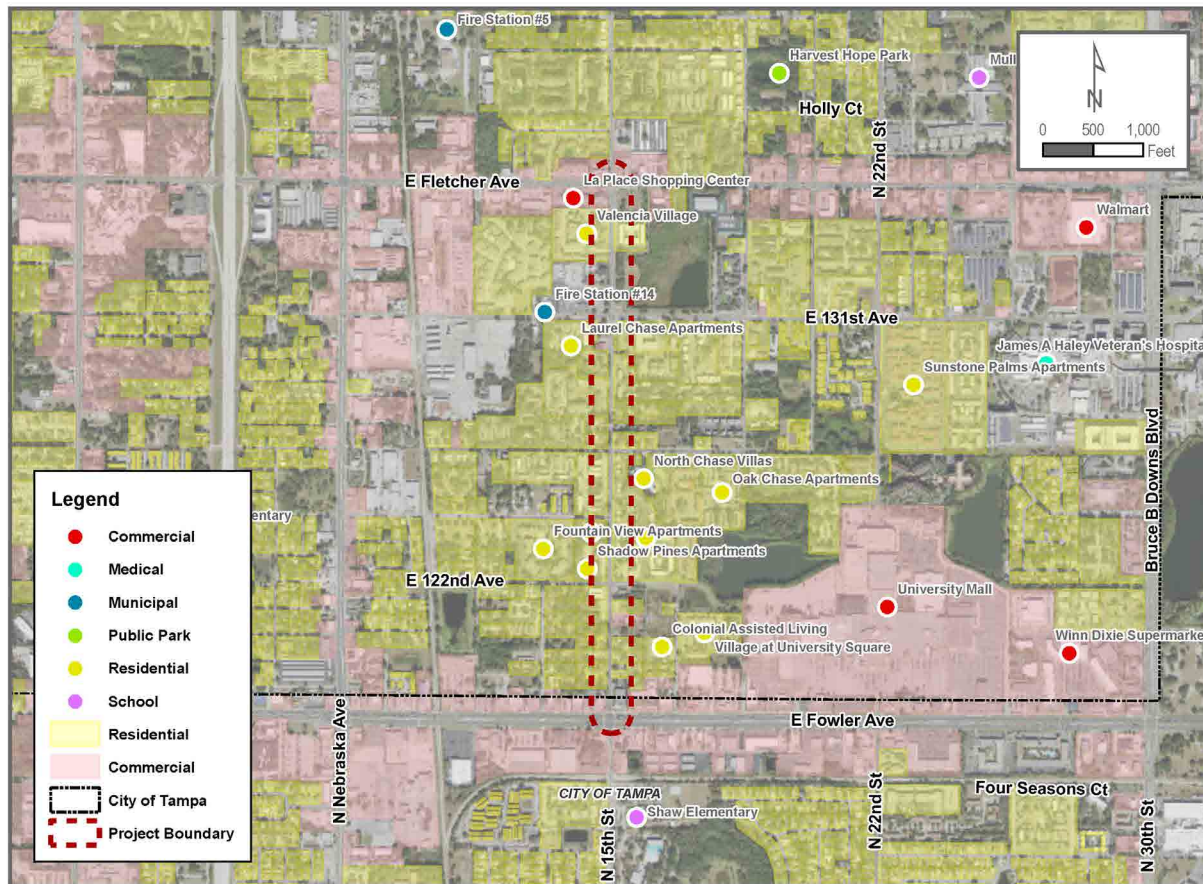 Fire Station #5
Harvest Hope Park
Holly Ct
N 22nd St
N
0 500 1,000
Feet
E Fletcher Ave
La Place Shopping Center
Valencia Village
Walmart
Fire Station #14
E 131st Ave
Laurel Chase Apartments
James A Haley Veteran's Hospita
Sunstone Palms Apartments
Bruce B Downs Blvd
North Chase Villas
Oak Chase Apartments
Fountain View Apartments
Shadow Pines Apartments
E 122nd Ave
University Mall
Colonial Assisted Living
Village at University Square
Winn Dixie Supermarke
N Nebraska Ave
E Fowler Ave
CITY OF TAMPA
Shaw Elementary
N 15th St
N 22nd St
Four Seasons Ct
N 30th St
Legend
Commercial
Medical
Municipal
Public Park
Residential
School
Residential
Commercial
City of Tampa
Project Boundary